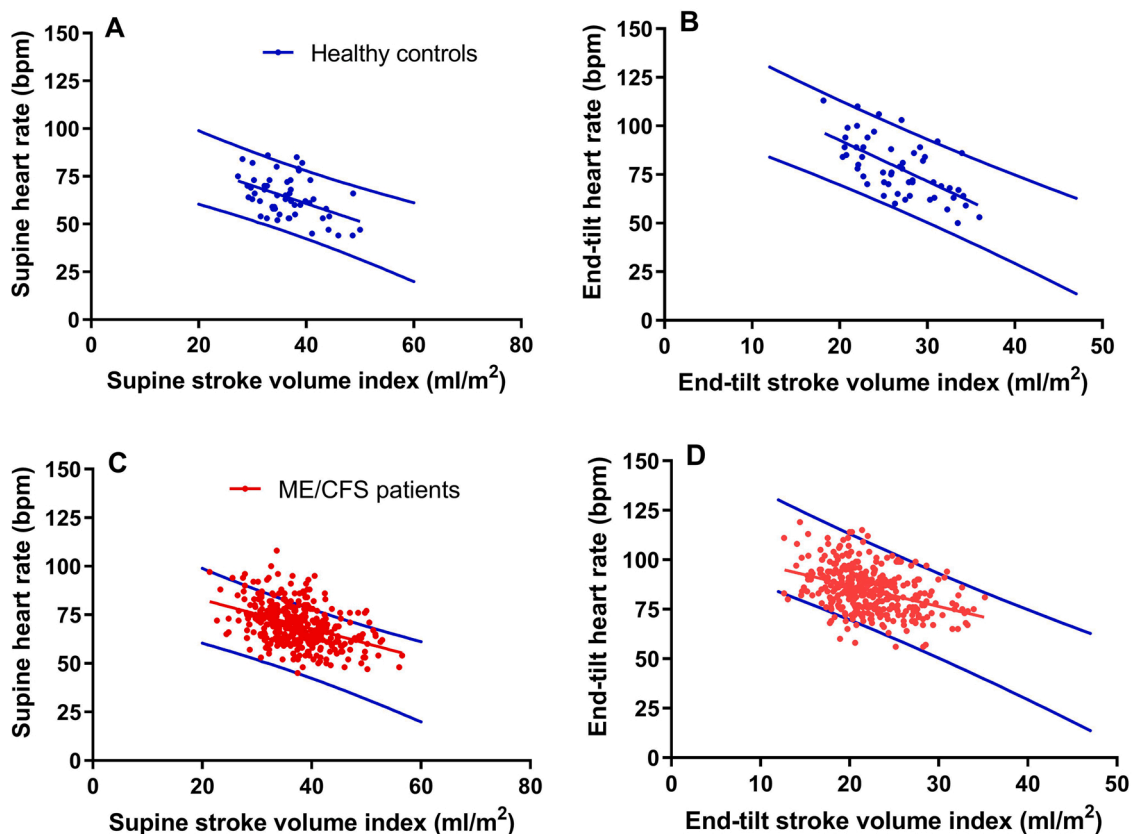 A
Healthy controls
Supine heart rate (bpm)
150
125
100
75
50
25
0
0 20 40 60 80
Supine stroke volume index (ml/m²)
B
End-tilt heart rate (bpm)
150
125
100
75
50
25
0
0 10 20 30 40 50
End-tilt stroke volume index (ml/m²)
C
ME/CFS patients
Supine heart rate (bpm)
150
125
100
75
50
25
0
0 20 40 60 80
Supine stroke volume index (ml/m²)
D
End-tilt heart rate (bpm)
150
125
100
75
50
25
0
0 10 20 30 40 50
End-tilt stroke volume index (ml/m²)